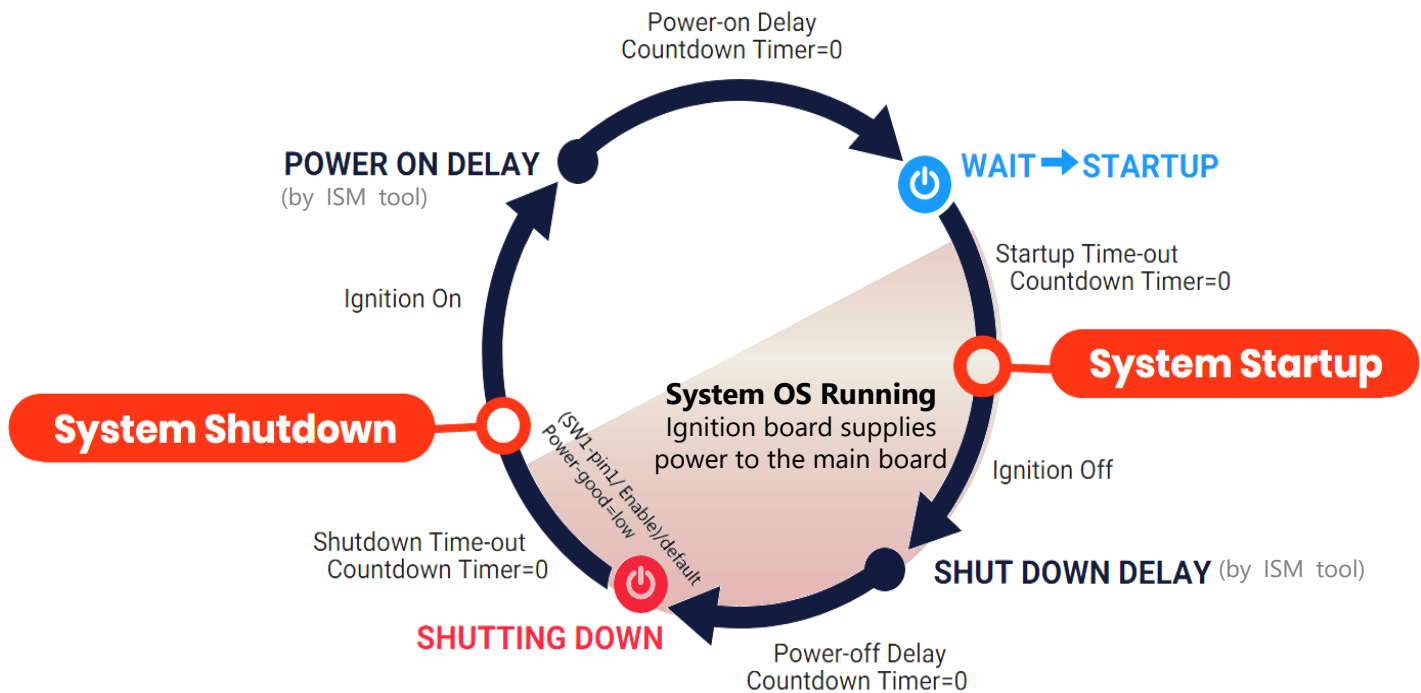 Power-on Delay
Countdown Timer=0
POWER ON DELAY
(by ISM tool)
WAIT → STARTUP
Startup Time-out
Countdown Timer=0
Ignition On
System Startup
System OS Running
Ignition board supplies
power to the main board
System Shutdown
(SW1-pin1/ Enable)/default
Power-good=low
Ignition Off
Shutdown Time-out
Countdown Timer=0
SHUT DOWN DELAY (by ISM tool)
SHUTTING DOWN
Power-off Delay
Countdown Timer=0